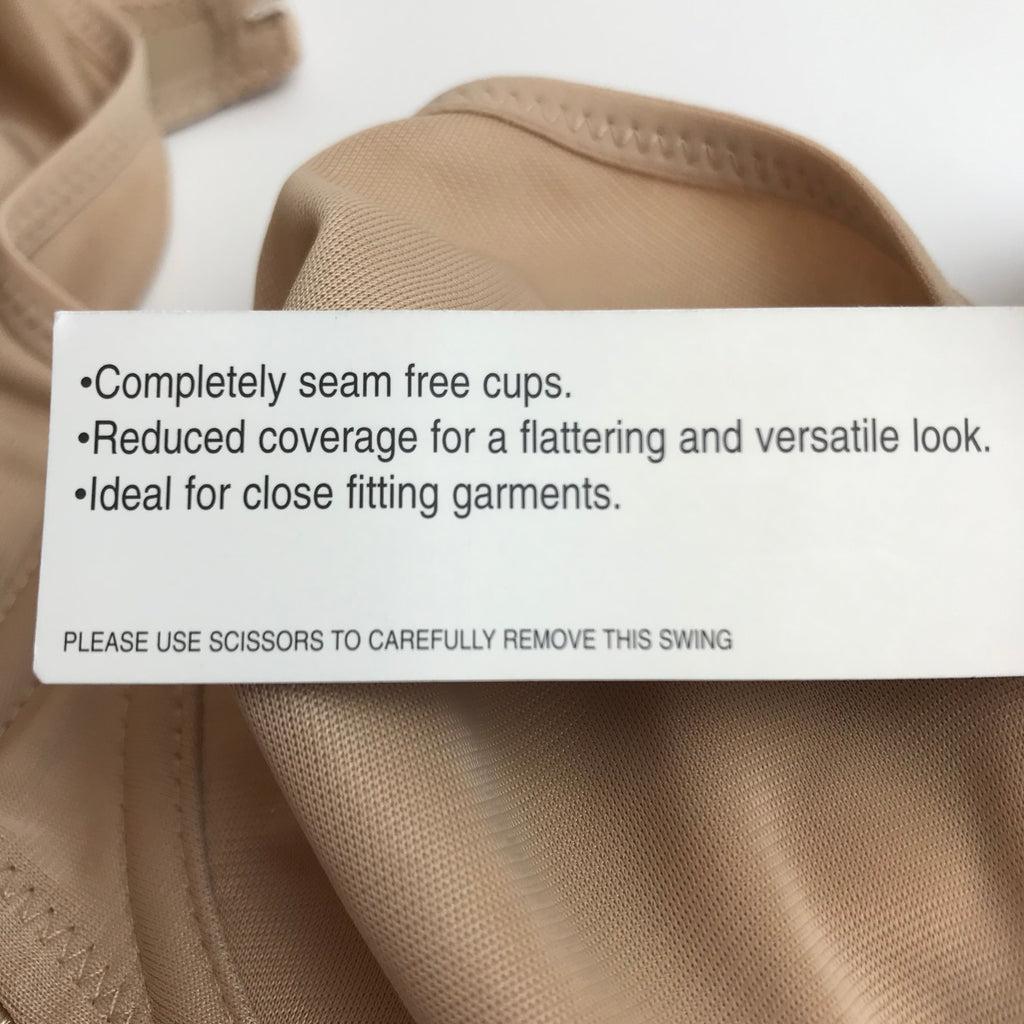 •Completely seam free cups.
•Reduced coverage for a flattering and versatile look.
•Ideal for close fitting garments.
PLEASE USE SCISSORS TO CAREFULLY REMOVE THIS SWING